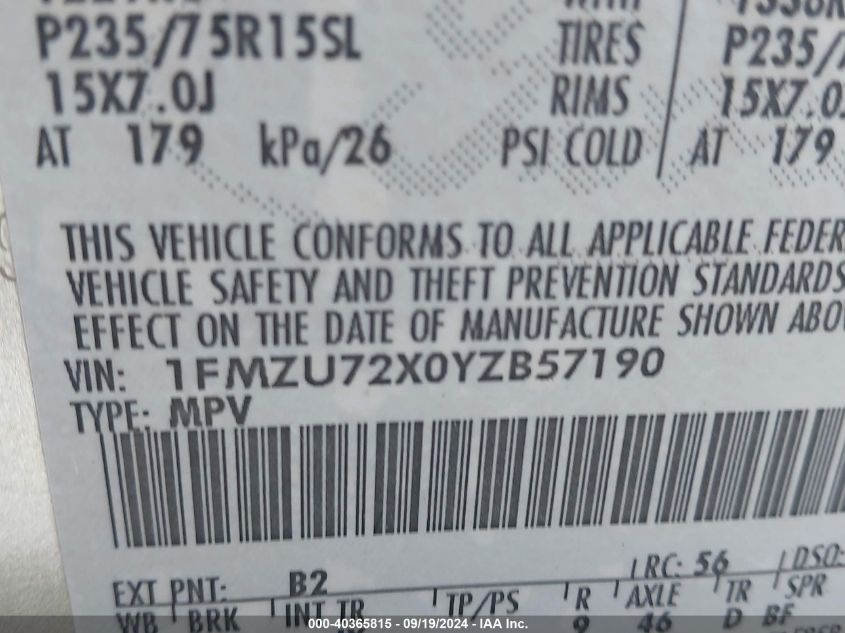 P235/75R15SL TIRES P235/
15X7.0J RIMS 15X7.0J
AT 179 kPa/26 PSI COLD AT 179
THIS VEHICLE CONFORMS TO ALL APPLICABLE FEDER
VEHICLE SAFETY AND THEFT PREVENTION STANDARDS
EFFECT ON THE DATE OF MANUFACTURE SHOWN ABO
VIN: 1FMZU72X0YZB57190
TYPE: MPV
EXT PNT: B2 RC: 56 DSO:
WB BRK INT TR TP/PS R AXLE TR SPR
9 46 D BF
000-40365815 - 09/19/2024 - IAA Inc.